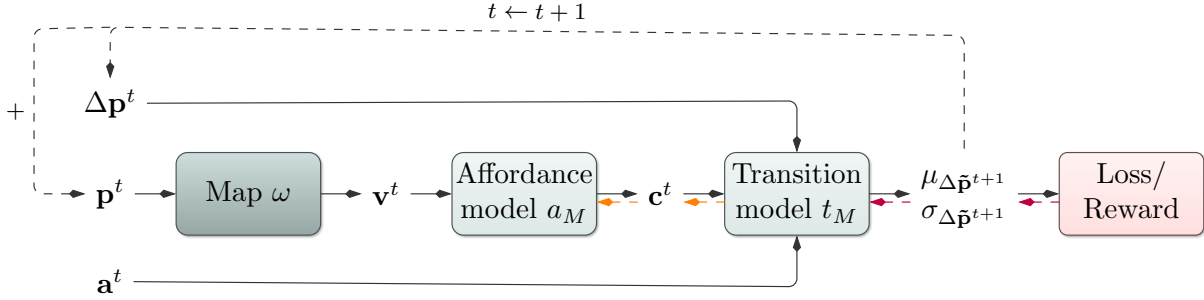 t ← t + 1
+
Δp^t
p^t
Map ω
v^t
Affordance
model a_M
c^t
Transition
model t_M
μ_{Δp̃^{t+1}}
σ_{Δp̃^{t+1}}
Loss/
Reward
a^t